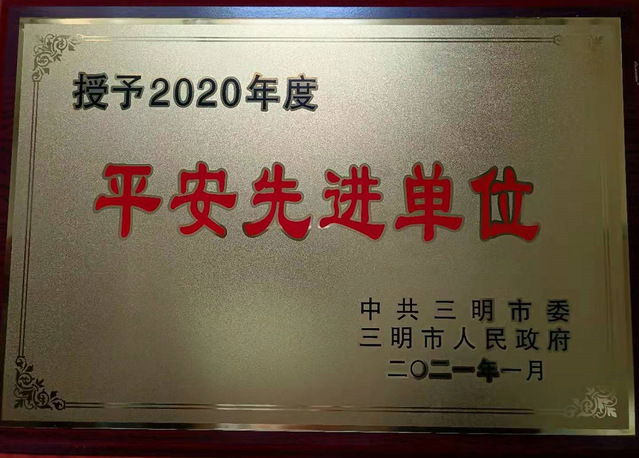 授予2020年度
平安先进单位
中共三明市委
三明市人民政府
二〇二一年一月